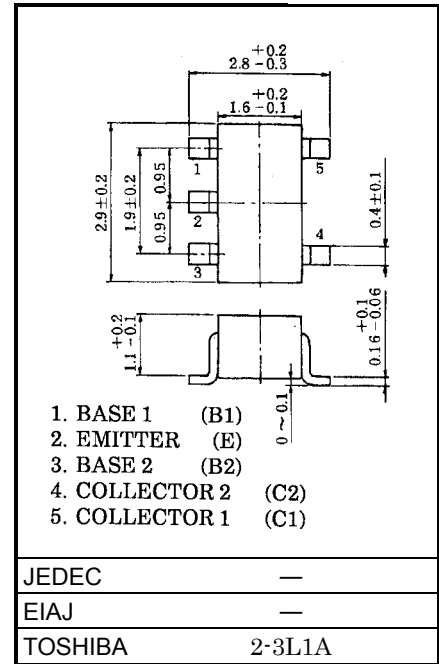 +0.2
2.8 -0.3
+0.2
1.6 -0.1
2.9±0.2
1.9±0.2
0.95
0.95
1
2
3
5
4
0.4±0.1
+0.2
1.1 -0.1
+0.1
0.16 -0.06
0 ~ 0.1
1. BASE 1 (B1)
2. EMITTER (E)
3. BASE 2 (B2)
4. COLLECTOR 2 (C2)
5. COLLECTOR 1 (C1)
JEDEC —
EIAJ —
TOSHIBA 2-3L1A